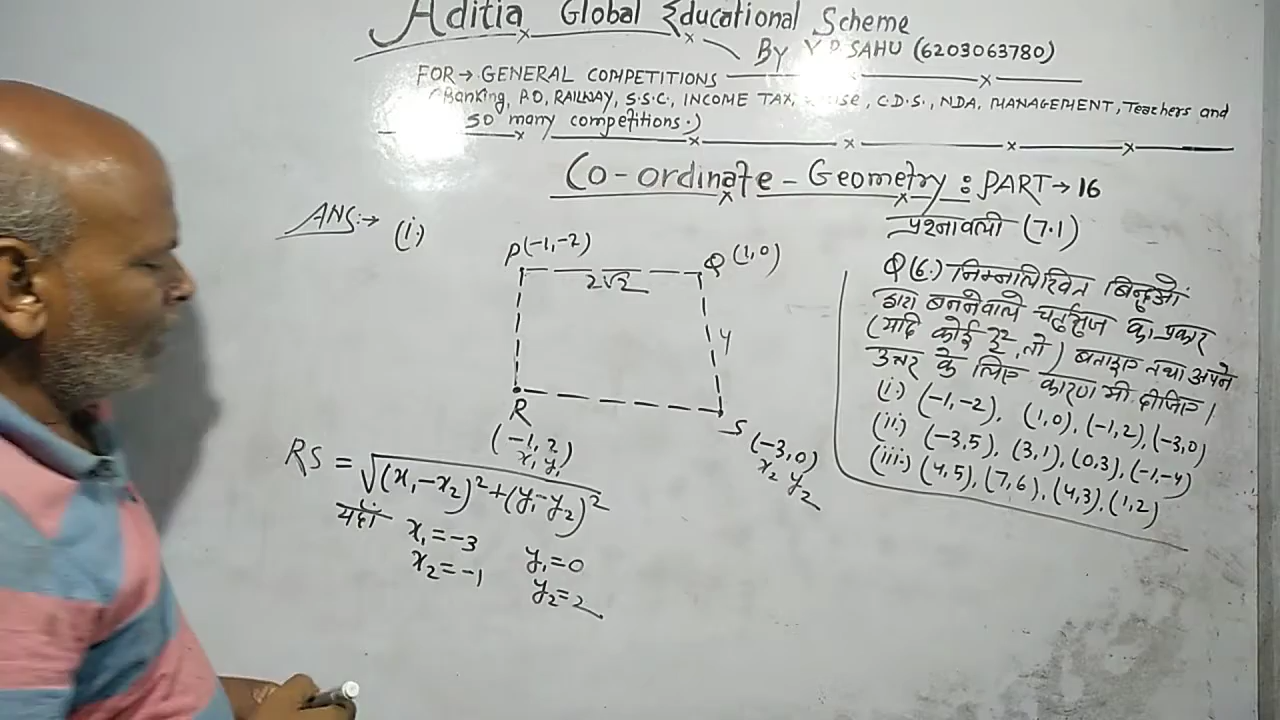 Aditia Global Educational Scheme
By Y P SAHU (6203063780)
FOR → GENERAL COMPETITIONS
(Banking, P.O, RAILWAY, S.S.C., INCOME TAX, C.D.S., NDA, MANAGEMENT, Teachers and
so many competitions.)
Co-ordinate-Geometry: PART → 16
ANS:→ (i)
P(-1,-2)
Q(1,0)
2√2
4
R
(-1, 2)
x₁ y₁
S(-3,0)
x₂ y₂
RS = √(x₁-x₂)²+(y₁-y₂)²
यहाँ x₁=-3 y₁=0
x₂=-1 y₂=2
प्रश्नावली (7.1)
Q(6.) निम्नलिखित बिन्दुओं
द्वारा बननेवाले चर्तुभुज का प्रकार
(यदि कोई है, तो) बताइए तथा अपने
उत्तर के लिए कारण भी दीजिए।
(i) (-1,-2), (1,0), (-1,2), (-3,0)
(ii) (-3,5), (3,1), (0,3), (-1,-4)
(iii.) (4,5), (7,6), (4,3), (1,2)